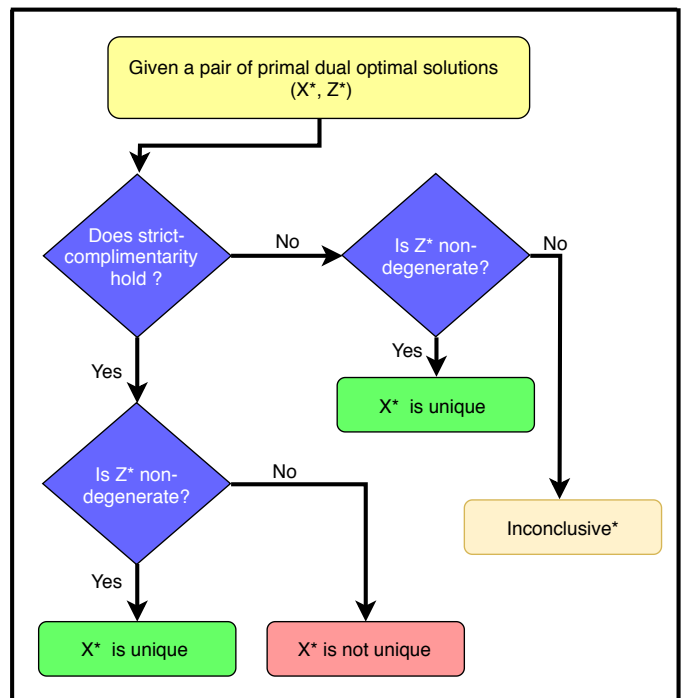 Given a pair of primal dual optimal solutions
(X*, Z*)
Does strict-
complimentarity
hold ?
No
Is Z* non-
degenerate?
No
Yes
Yes
X* is unique
Is Z* non-
degenerate?
No
Inconclusive*
Yes
X* is unique
X* is not unique